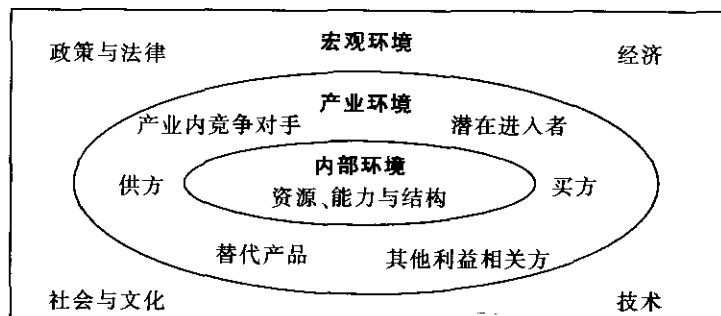 政策与法律 宏观环境 经济
产业环境
产业内竞争对手 潜在进入者
内部环境
供方 资源、能力与结构 买方
替代产品 其他利益相关方
社会与文化 技术